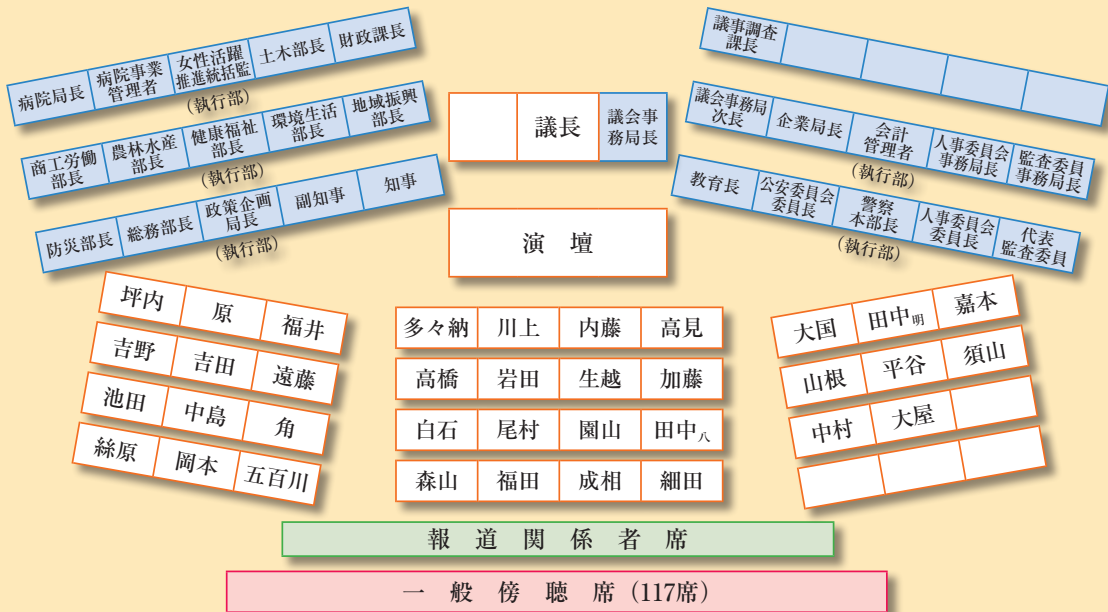 病院局長
病院事業
管理者
女性活躍
推進統括監
土木部長
財政課長
(執行部)
商工労働
部長
農林水産
部長
健康福祉
部長
環境生活
部長
地域振興
部長
(執行部)
防災部長
総務部長
政策企画
局長
副知事
知事
(執行部)
議長
議会事
務局長
演 壇
議事調査
課長
議会事務局
次長
企業局長
会計
管理者
人事委員会
事務局長
監査委員
事務局長
(執行部)
教育長
公安委員会
委員長
警察
本部長
人事委員会
委員長
代表
監査委員
(執行部)
坪内 原 福井
吉野 吉田 遠藤
池田 中島 角
絲原 岡本 五百川
多々納 川上 内藤 高見
高橋 岩田 生越 加藤
白石 尾村 園山 田中八
森山 福田 成相 細田
大国 田中明 嘉本
山根 平谷 須山
中村 大屋
報 道 関 係 者 席
一 般 傍 聴 席 (117席)